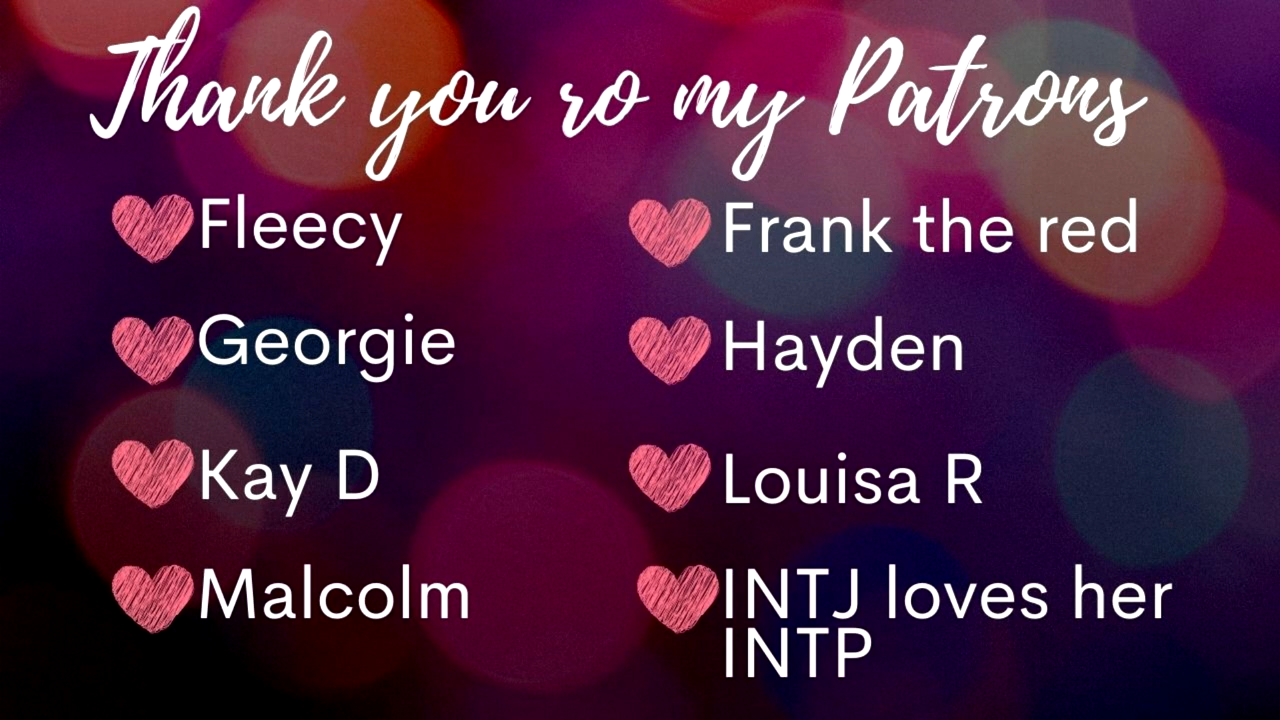 Thank you ro my Patrons
Fleecy
Frank the red
Georgie
Hayden
Kay D
Louisa R
Malcolm
INTJ loves her
INTP